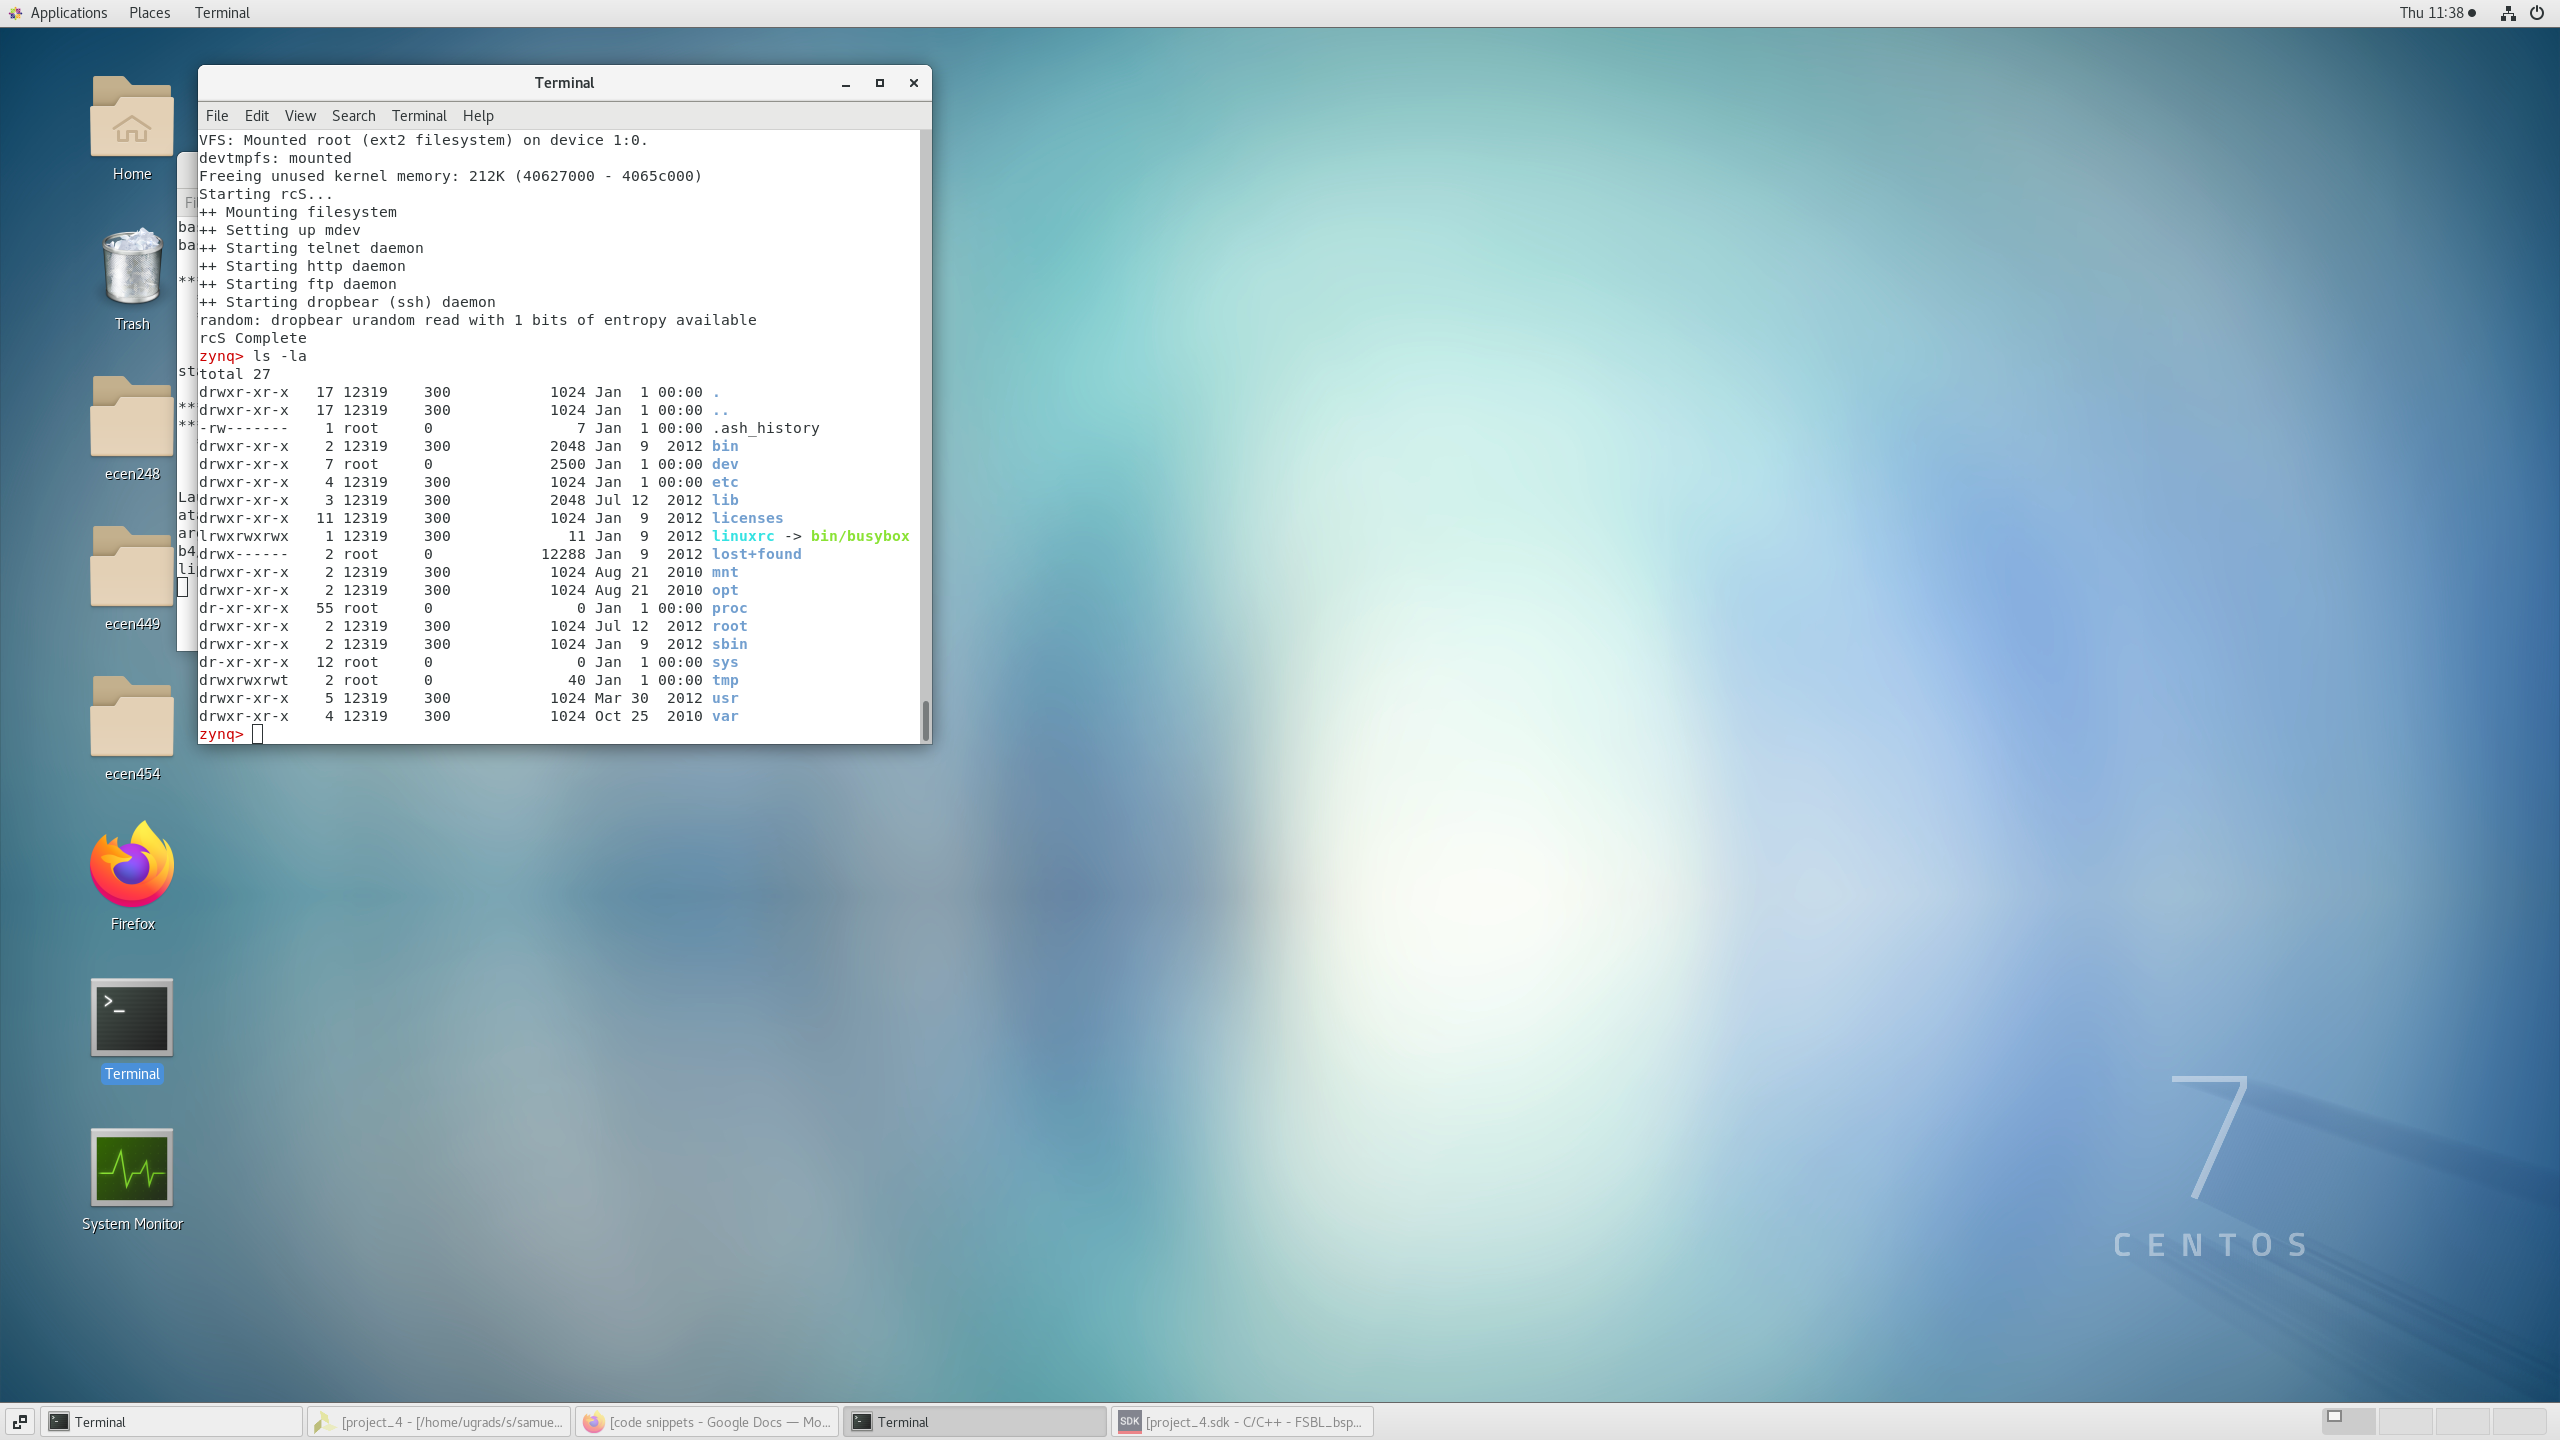 Applications Places Terminal Thu 11:38
Terminal
File Edit View Search Terminal Help
VFS: Mounted root (ext2 filesystem) on device 1:0.
devtmpfs: mounted
Freeing unused kernel memory: 212K (40627000 - 4065c000)
Starting rcS...
++ Mounting filesystem
++ Setting up mdev
++ Starting telnet daemon
++ Starting http daemon
++ Starting ftp daemon
++ Starting dropbear (ssh) daemon
random: dropbear urandom read with 1 bits of entropy available
rcS Complete
zynq> ls -la
total 27
drwxr-xr-x   17 12319    300           1024 Jan  1 00:00 .
drwxr-xr-x   17 12319    300           1024 Jan  1 00:00 ..
-rw-------    1 root     0                7 Jan  1 00:00 .ash_history
drwxr-xr-x    2 12319    300           2048 Jan  9  2012 bin
drwxr-xr-x    7 root     0             2500 Jan  1 00:00 dev
drwxr-xr-x    4 12319    300           1024 Jan  1 00:00 etc
drwxr-xr-x    3 12319    300           2048 Jul 12  2012 lib
drwxr-xr-x   11 12319    300           1024 Jan  9  2012 licenses
lrwxrwxrwx    1 12319    300             11 Jan  9  2012 linuxrc -> bin/busybox
drwx------    2 root     0            12288 Jan  9  2012 lost+found
drwxr-xr-x    2 12319    300           1024 Aug 21  2010 mnt
drwxr-xr-x    2 12319    300           1024 Aug 21  2010 opt
dr-xr-xr-x   55 root     0                0 Jan  1 00:00 proc
drwxr-xr-x    2 12319    300           1024 Jul 12  2012 root
drwxr-xr-x    2 12319    300           1024 Jan  9  2012 sbin
dr-xr-xr-x   12 root     0                0 Jan  1 00:00 sys
drwxrwxrwt    2 root     0               40 Jan  1 00:00 tmp
drwxr-xr-x    5 12319    300           1024 Mar 30  2012 usr
drwxr-xr-x    4 12319    300           1024 Oct 25  2010 var
zynq>
Home
Trash
ecen248
ecen449
ecen454
Firefox
Terminal
System Monitor
7
CENTOS
Terminal
[project_4 - [/home/ugrads/s/samue...
[code snippets - Google Docs — Mo...
Terminal
SDK [project_4.sdk - C/C++ - FSBL_bsp...